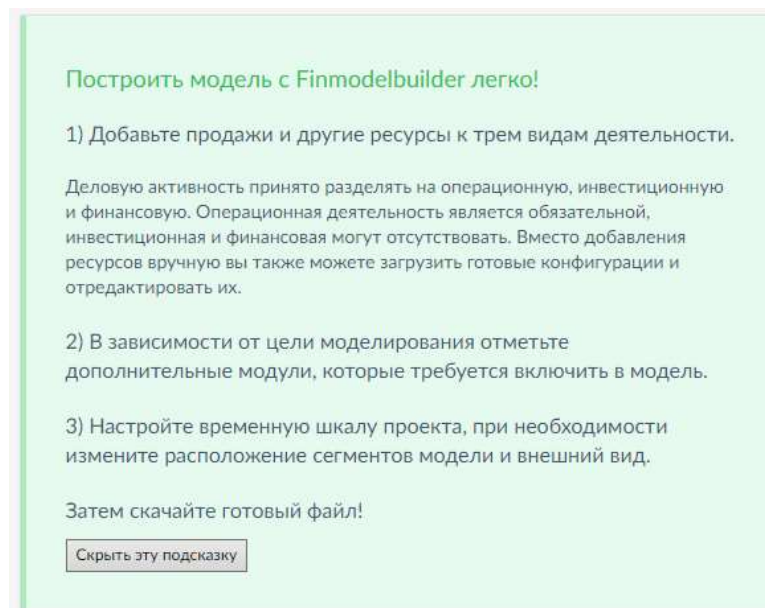 Построить модель с Finmodelbuilder легко!
1) Добавьте продажи и другие ресурсы к трем видам деятельности.
Деловую активность принято разделять на операционную, инвестиционную
и финансовую. Операционная деятельность является обязательной,
инвестиционная и финансовая могут отсутствовать. Вместо добавления
ресурсов вручную вы также можете загрузить готовые конфигурации и
отредактировать их.
2) В зависимости от цели моделирования отметьте
дополнительные модули, которые требуется включить в модель.
3) Настройте временную шкалу проекта, при необходимости
измените расположение сегментов модели и внешний вид.
Затем скачайте готовый файл!
Скрыть эту подсказку